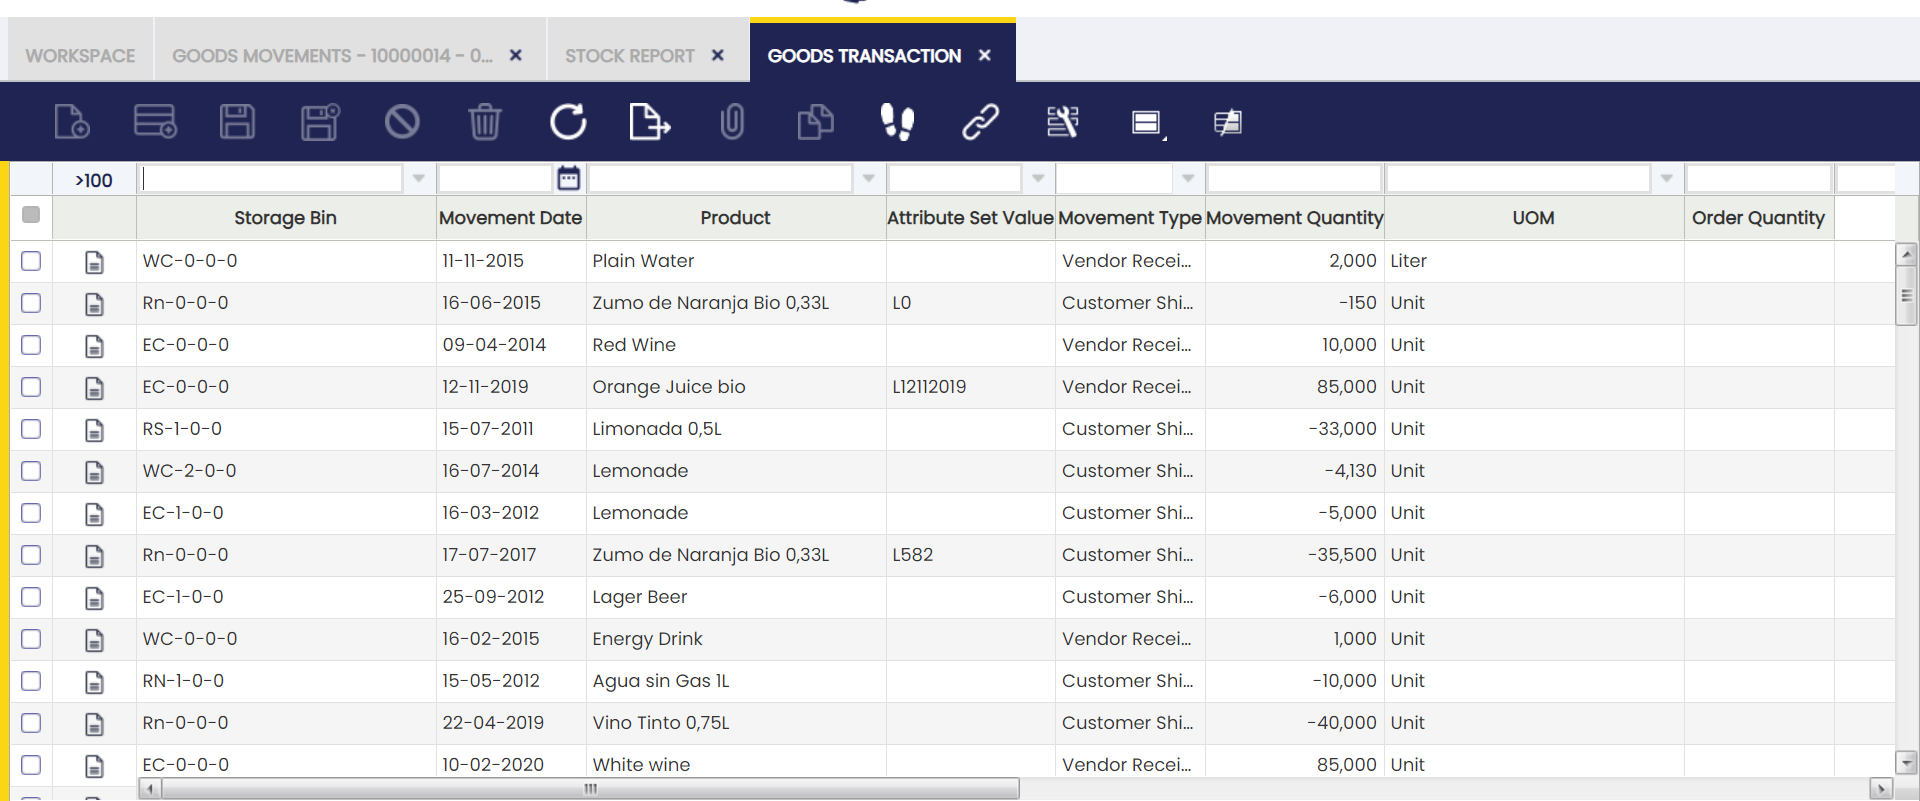 WORKSPACE GOODS MOVEMENTS - 10000014 - 0... STOCK REPORT GOODS TRANSACTION
>100
Storage Bin Movement Date Product Attribute Set Value Movement Type Movement Quantity UOM Order Quantity
WC-0-0-0 11-11-2015 Plain Water Vendor Recei... 2,000 Liter
Rn-0-0-0 16-06-2015 Zumo de Naranja Bio 0,33L L0 Customer Shi... -150 Unit
EC-0-0-0 09-04-2014 Red Wine Vendor Recei... 10,000 Unit
EC-0-0-0 12-11-2019 Orange Juice bio L12112019 Vendor Recei... 85,000 Unit
RS-1-0-0 15-07-2011 Limonada 0,5L Customer Shi... -33,000 Unit
WC-2-0-0 16-07-2014 Lemonade Customer Shi... -4,130 Unit
EC-1-0-0 16-03-2012 Lemonade Customer Shi... -5,000 Unit
Rn-0-0-0 17-07-2017 Zumo de Naranja Bio 0,33L L582 Customer Shi... -35,500 Unit
EC-1-0-0 25-09-2012 Lager Beer Customer Shi... -6,000 Unit
WC-0-0-0 16-02-2015 Energy Drink Vendor Recei... 1,000 Unit
RN-1-0-0 15-05-2012 Agua sin Gas 1L Customer Shi... -10,000 Unit
Rn-0-0-0 22-04-2019 Vino Tinto 0,75L Customer Shi... -40,000 Unit
EC-0-0-0 10-02-2020 White wine Vendor Recei... 85,000 Unit